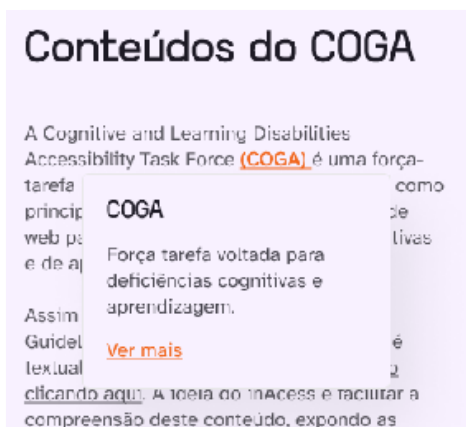 Conteúdos do COGA
A Cognitive and Learning Disabilities
Accessibility Task Force (COGA) é uma força-
tarefa como
princip de
web pa tivas
e de a
COGA
Força tarefa voltada para
deficiências cognitivas e
aprendizagem.
Ver mais
Assim
Guidel é
textual
clicando aqui. A ideia do inAcess é facilitar a
compreensão deste conteúdo, expondo as